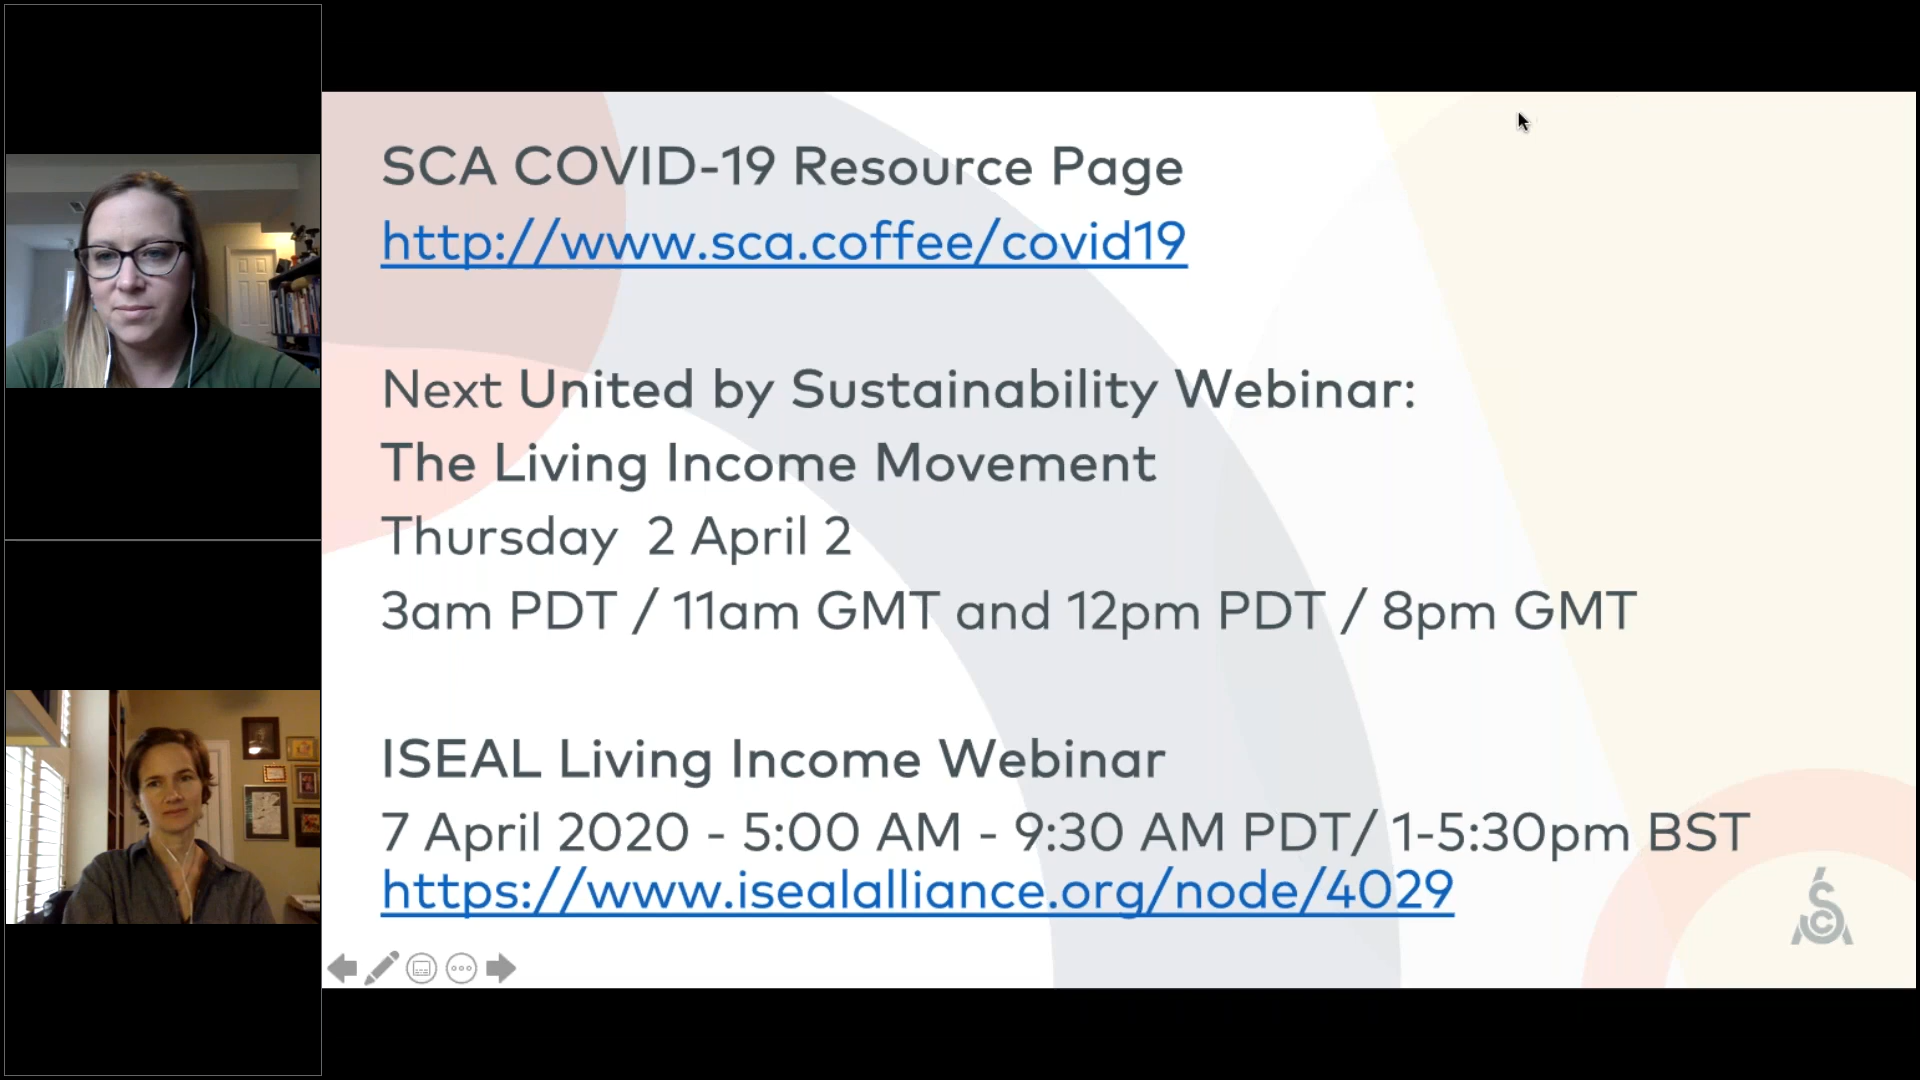 SCA COVID-19 Resource Page
http://www.sca.coffee/covid19
Next United by Sustainability Webinar:
The Living Income Movement
Thursday  2 April 2
3am PDT / 11am GMT and 12pm PDT / 8pm GMT
ISEAL Living Income Webinar
7 April 2020 - 5:00 AM - 9:30 AM PDT/ 1-5:30pm BST
https://www.isealalliance.org/node/4029
SCA